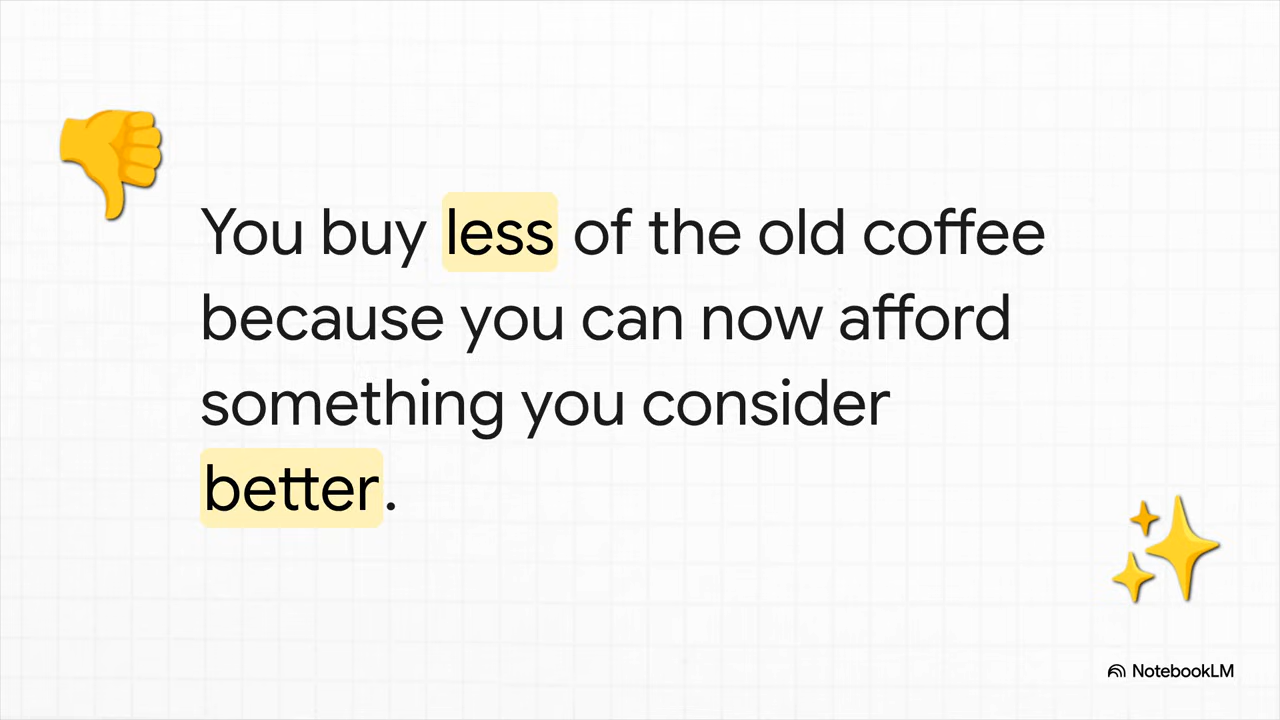 You buy less of the old coffee
because you can now afford
something you consider
better.
NotebookLM